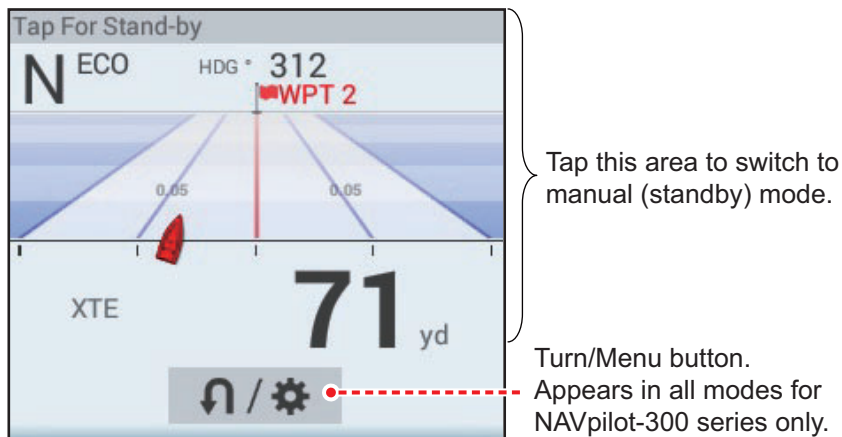 Tap For Stand-by
N ECO HDG ° 312
WPT 2
0.05 0.05
Tap this area to switch to
manual (standby) mode.
XTE 71 yd
Turn/Menu button.
Appears in all modes for
NAVpilot-300 series only.
/